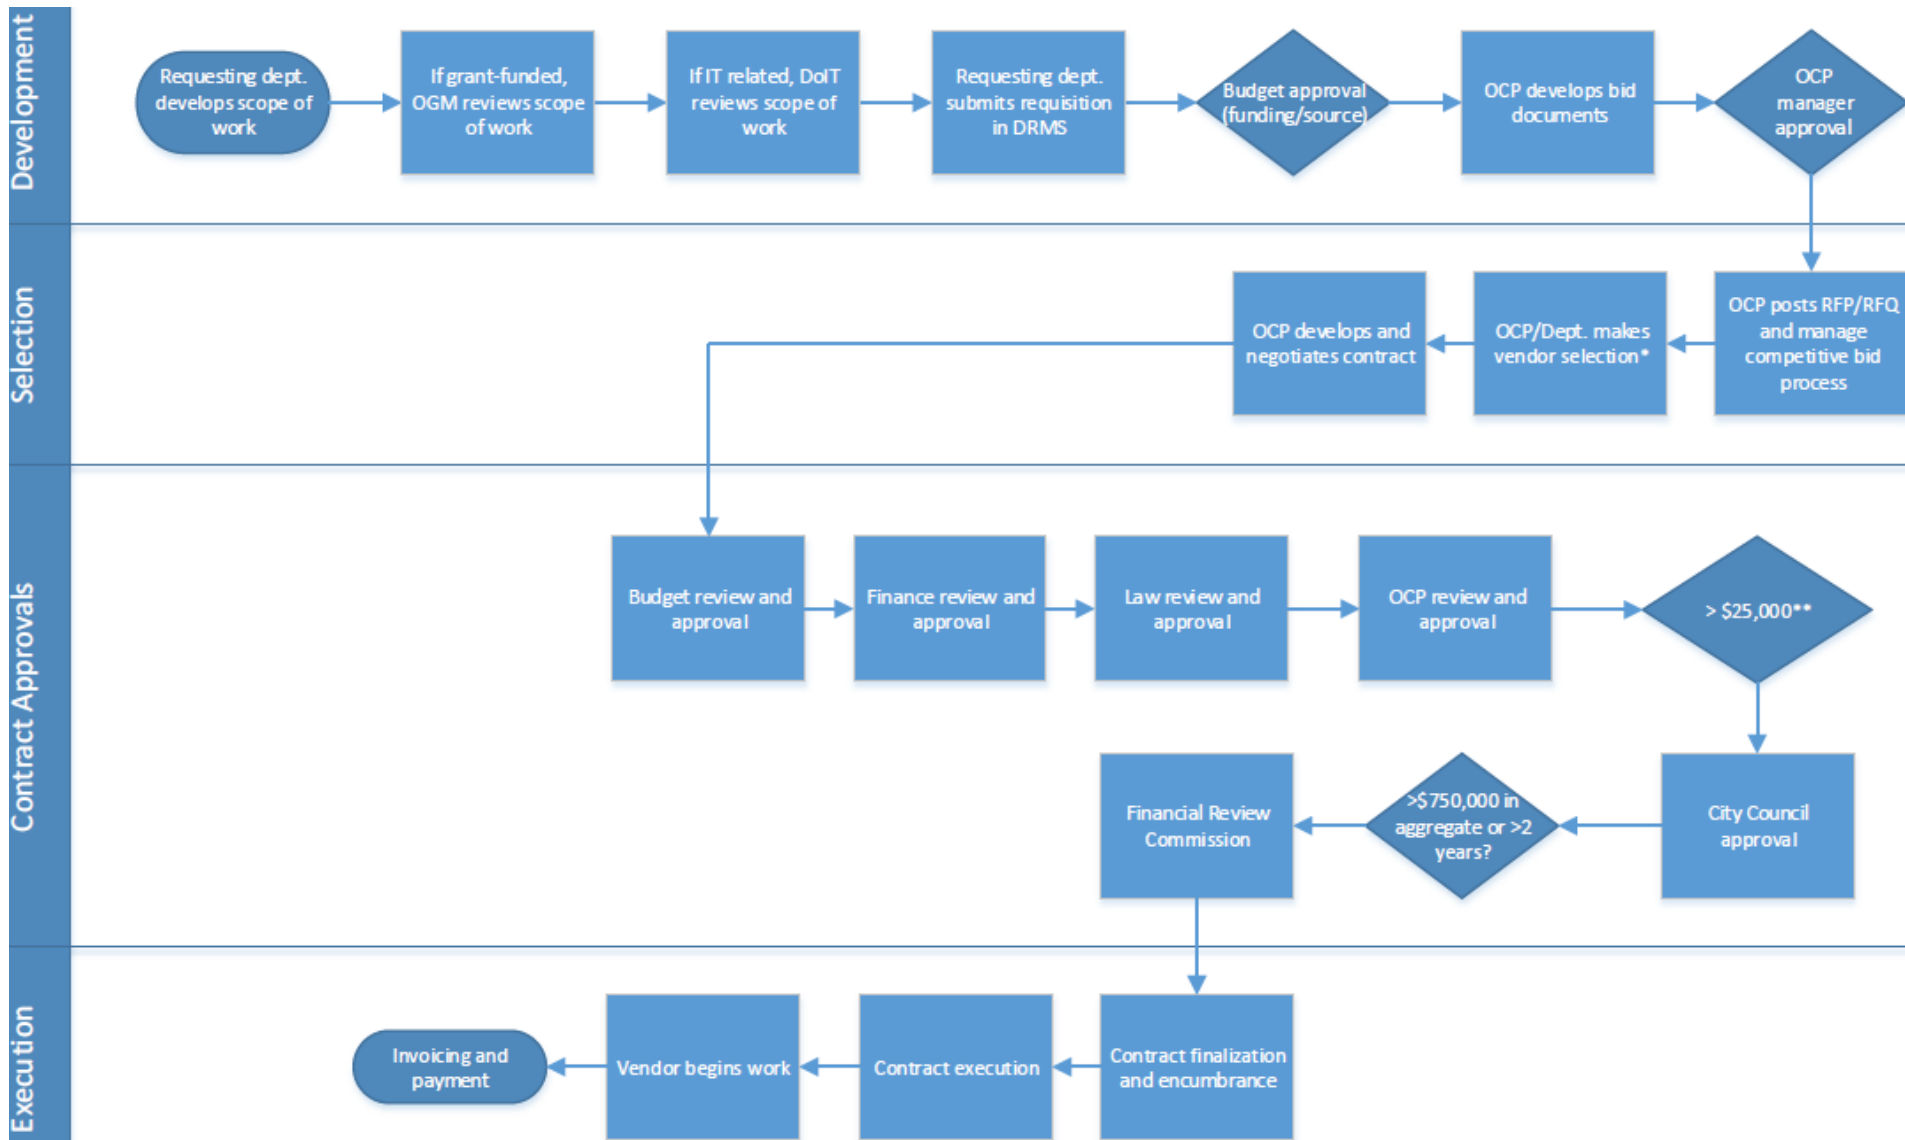 Development
Requesting dept.
develops scope of
work
If grant-funded,
OGM reviews scope
of work
If IT related, DoIT
reviews scope of
work
Requesting dept.
submits requisition
in DRMS
Budget approval
(funding/source)
OCP develops bid
documents
OCP
manager
approval
Selection
OCP posts RFP/RFQ
and manage
competitive bid
process
OCP/Dept. makes
vendor selection*
OCP develops and
negotiates contract
Contract Approvals
Budget review and
approval
Finance review and
approval
Law review and
approval
OCP review and
approval
> $25,000**
City Council
approval
>$750,000 in
aggregate or >2
years?
Financial Review
Commission
Execution
Contract finalization
and encumbrance
Contract execution
Vendor begins work
Invoicing and
payment